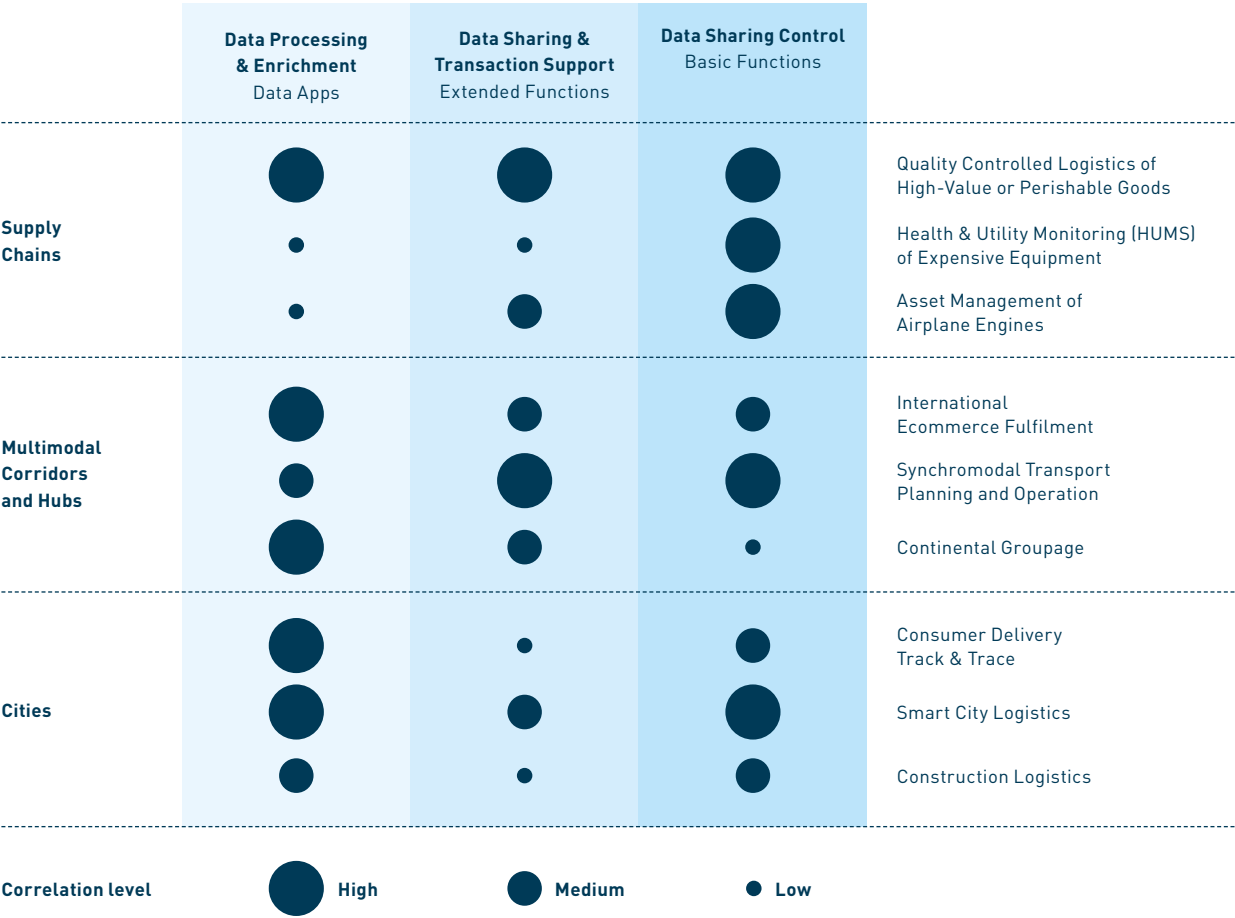 Data Processing
& Enrichment
Data Apps
Data Sharing &
Transaction Support
Extended Functions
Data Sharing Control
Basic Functions
Supply
Chains
Quality Controlled Logistics of
High-Value or Perishable Goods
Health & Utility Monitoring (HUMS)
of Expensive Equipment
Asset Management of
Airplane Engines
Multimodal
Corridors
and Hubs
International
Ecommerce Fulfilment
Synchromodal Transport
Planning and Operation
Continental Groupage
Cities
Consumer Delivery
Track & Trace
Smart City Logistics
Construction Logistics
Correlation level
High
Medium
Low